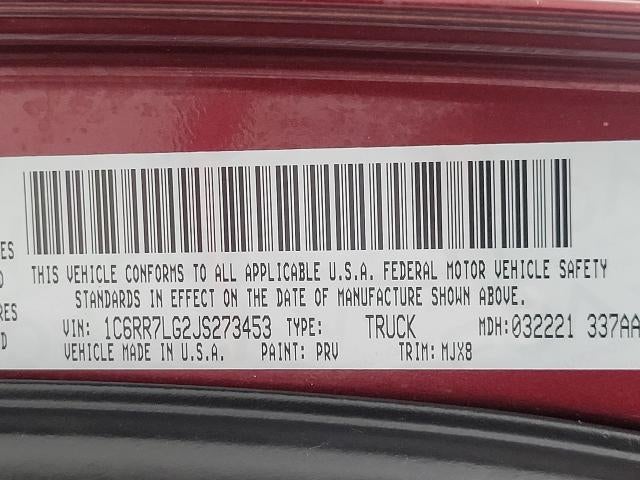 THIS VEHICLE CONFORMS TO ALL APPLICABLE U.S.A. FEDERAL MOTOR VEHICLE SAFETY
STANDARDS IN EFFECT ON THE DATE OF MANUFACTURE SHOWN ABOVE.
VIN: 1C6RR7LG2JS273453 TYPE: TRUCK MDH: 032221 337AA
VEHICLE MADE IN U.S.A. PAINT: PRV TRIM: MJX8